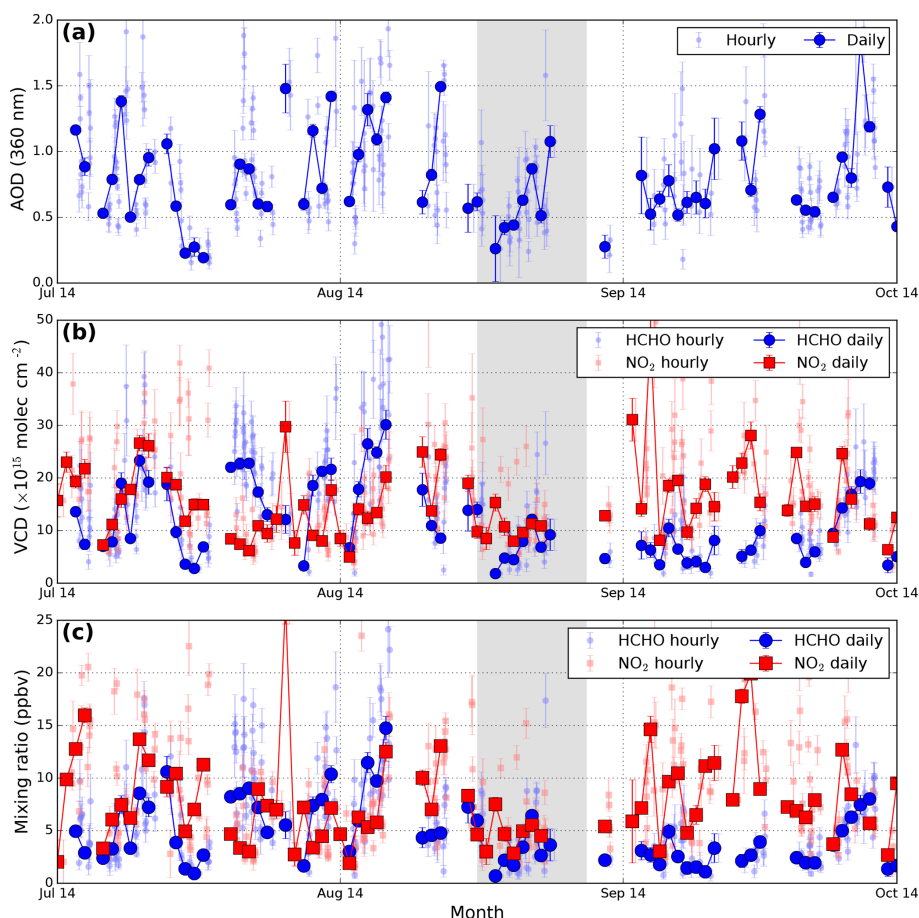 (a)
Hourly Daily
2.0
1.5
1.0
0.5
0.0
AOD (360 nm)
Jul 14 Aug 14 Sep 14 Oct 14
(b)
HCHO hourly HCHO daily
NO₂ hourly NO₂ daily
50
40
30
20
10
0
VCD (×10¹⁵ molec cm⁻²)
Jul 14 Aug 14 Sep 14 Oct 14
(c)
HCHO hourly HCHO daily
NO₂ hourly NO₂ daily
25
20
15
10
5
0
Mixing ratio (ppbv)
Jul 14 Aug 14 Sep 14 Oct 14
Month